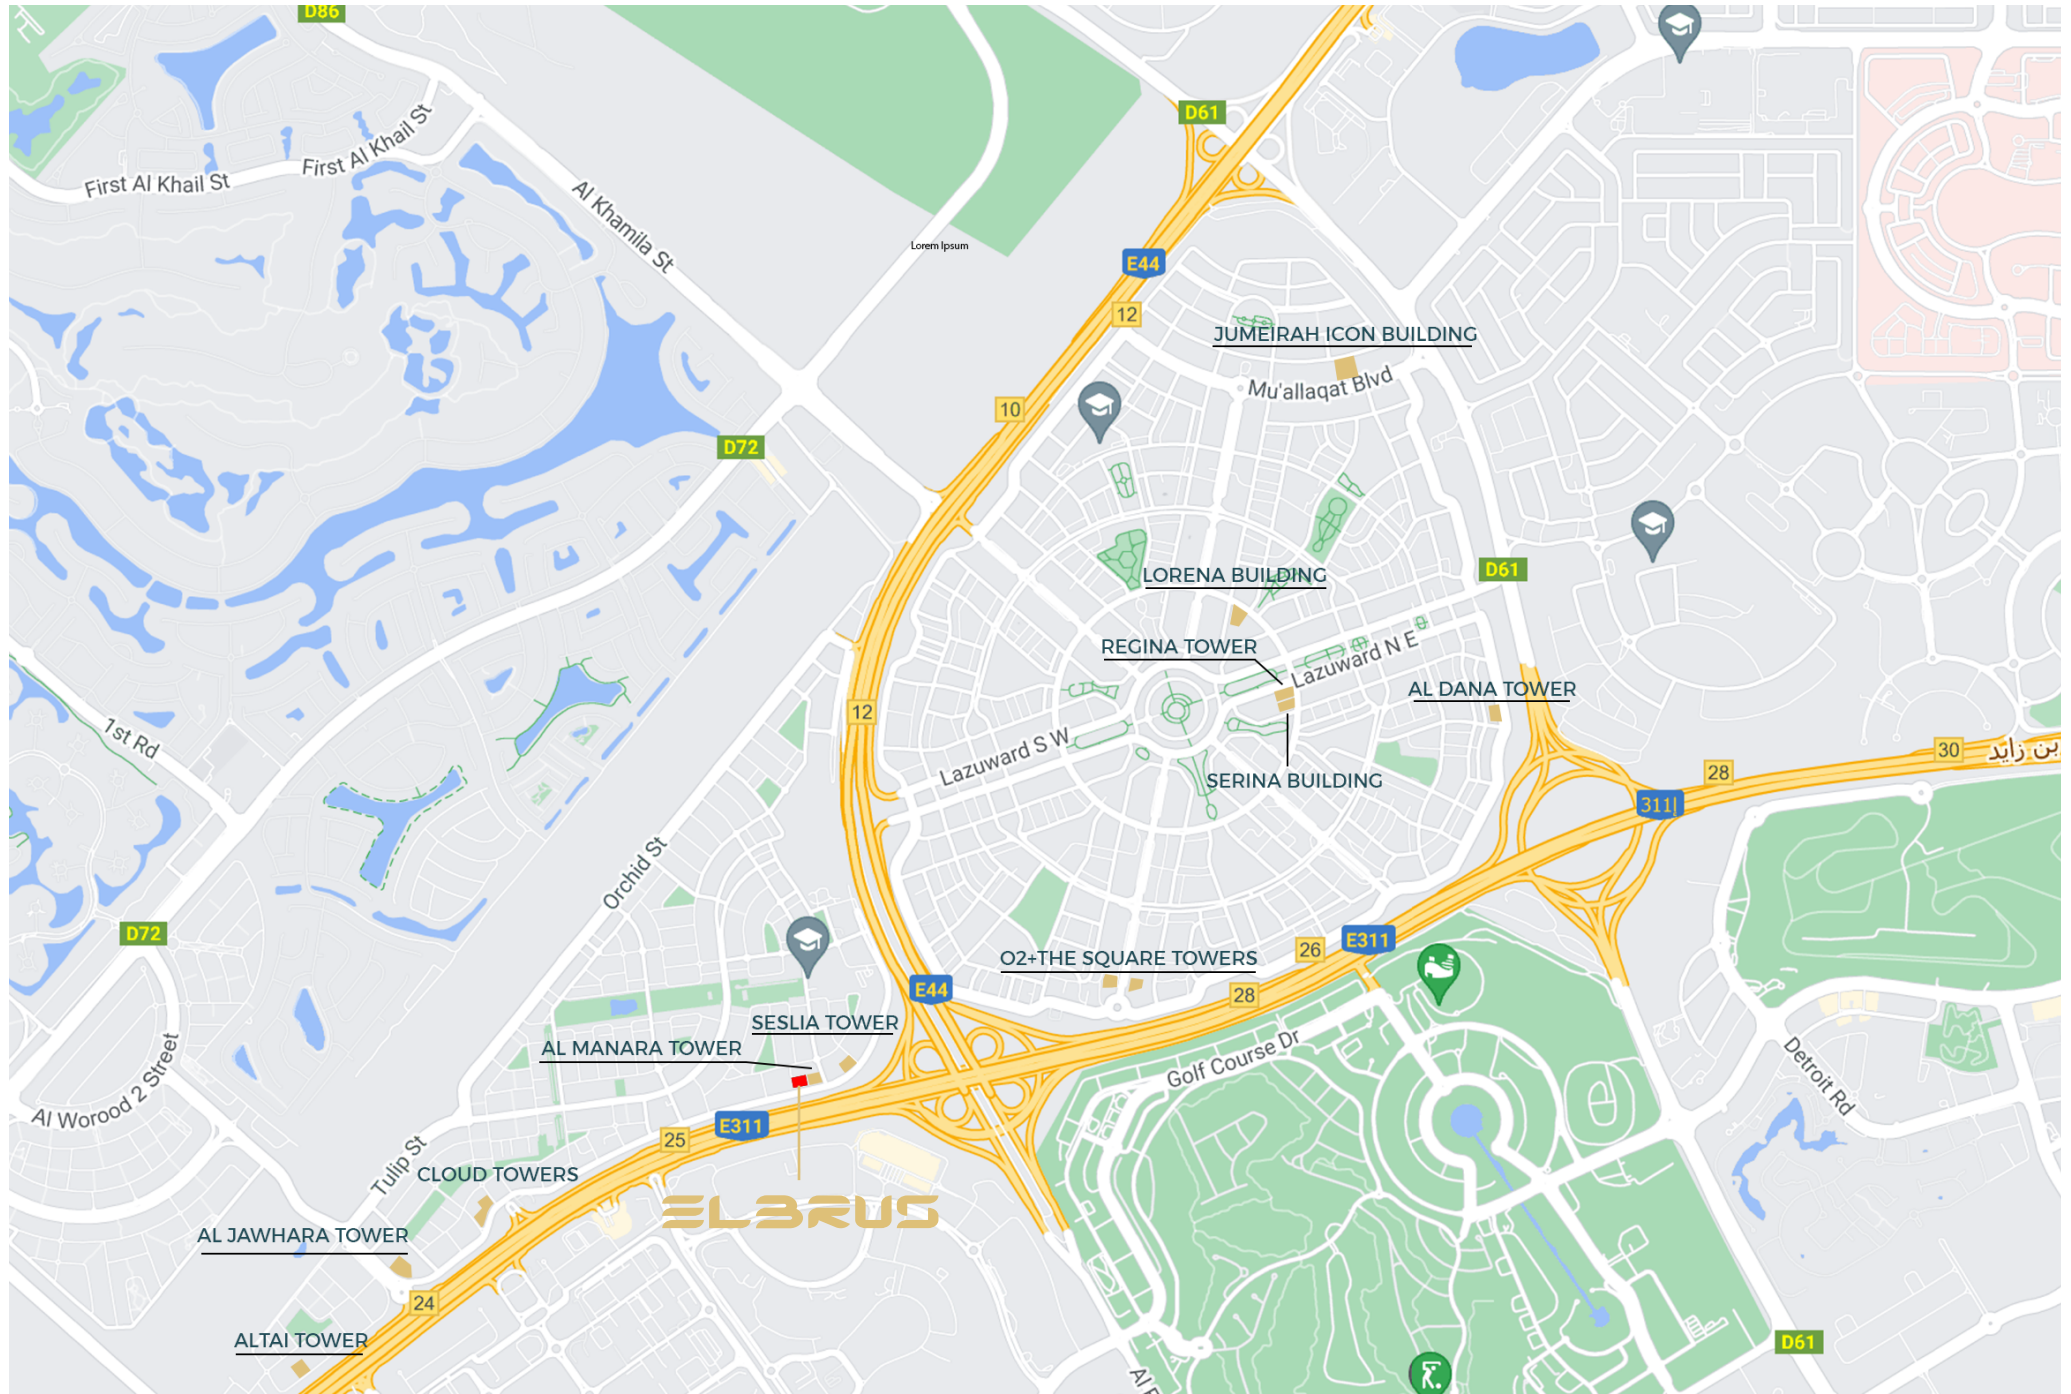 D86
First Al Khail St
First Al Khail St
D61
Al Khamila St
Lorem Ipsum
E44
12
JUMEIRAH ICON BUILDING
Mu'allaqat Blvd
10
D72
D61
LORENA BUILDING
REGINA TOWER
Lazuward N E
AL DANA TOWER
12
1st Rd
Lazuward S W
SERINA BUILDING
30
بن زايد
28
311
Orchid St
D72
E311
26
O2+THE SQUARE TOWERS
E44
28
SESLIA TOWER
AL MANARA TOWER
Golf Course Dr
Detroit Rd
Al Worood 2 Street
E311
25
Tulip St
CLOUD TOWERS
ELBRUS
AL JAWHARA TOWER
24
ALTAI TOWER
D61